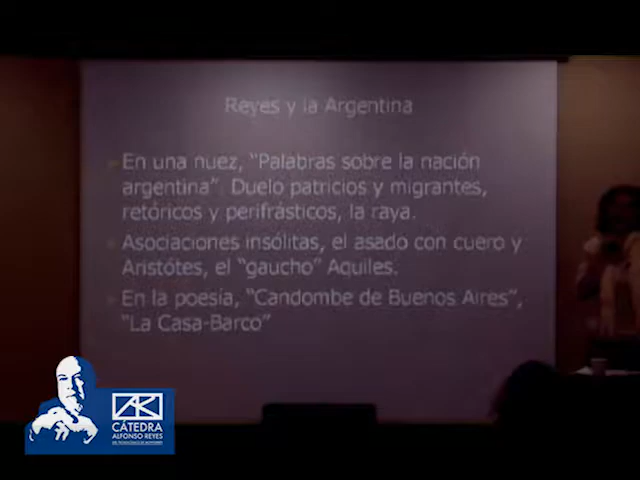 Reyes y la Argentina
En una nuez, "Palabras sobre la nación
argentina". Duelo patricios y migrantes,
retóricos y perifrásticos, la raya.
Asociaciones insólitas, el asado con cuero y
Aristótes, el "gaucho" Aquiles.
En la poesía, "Candombe de Buenos Aires",
"La Casa-Barco"
CÁTEDRA
ALFONSO REYES